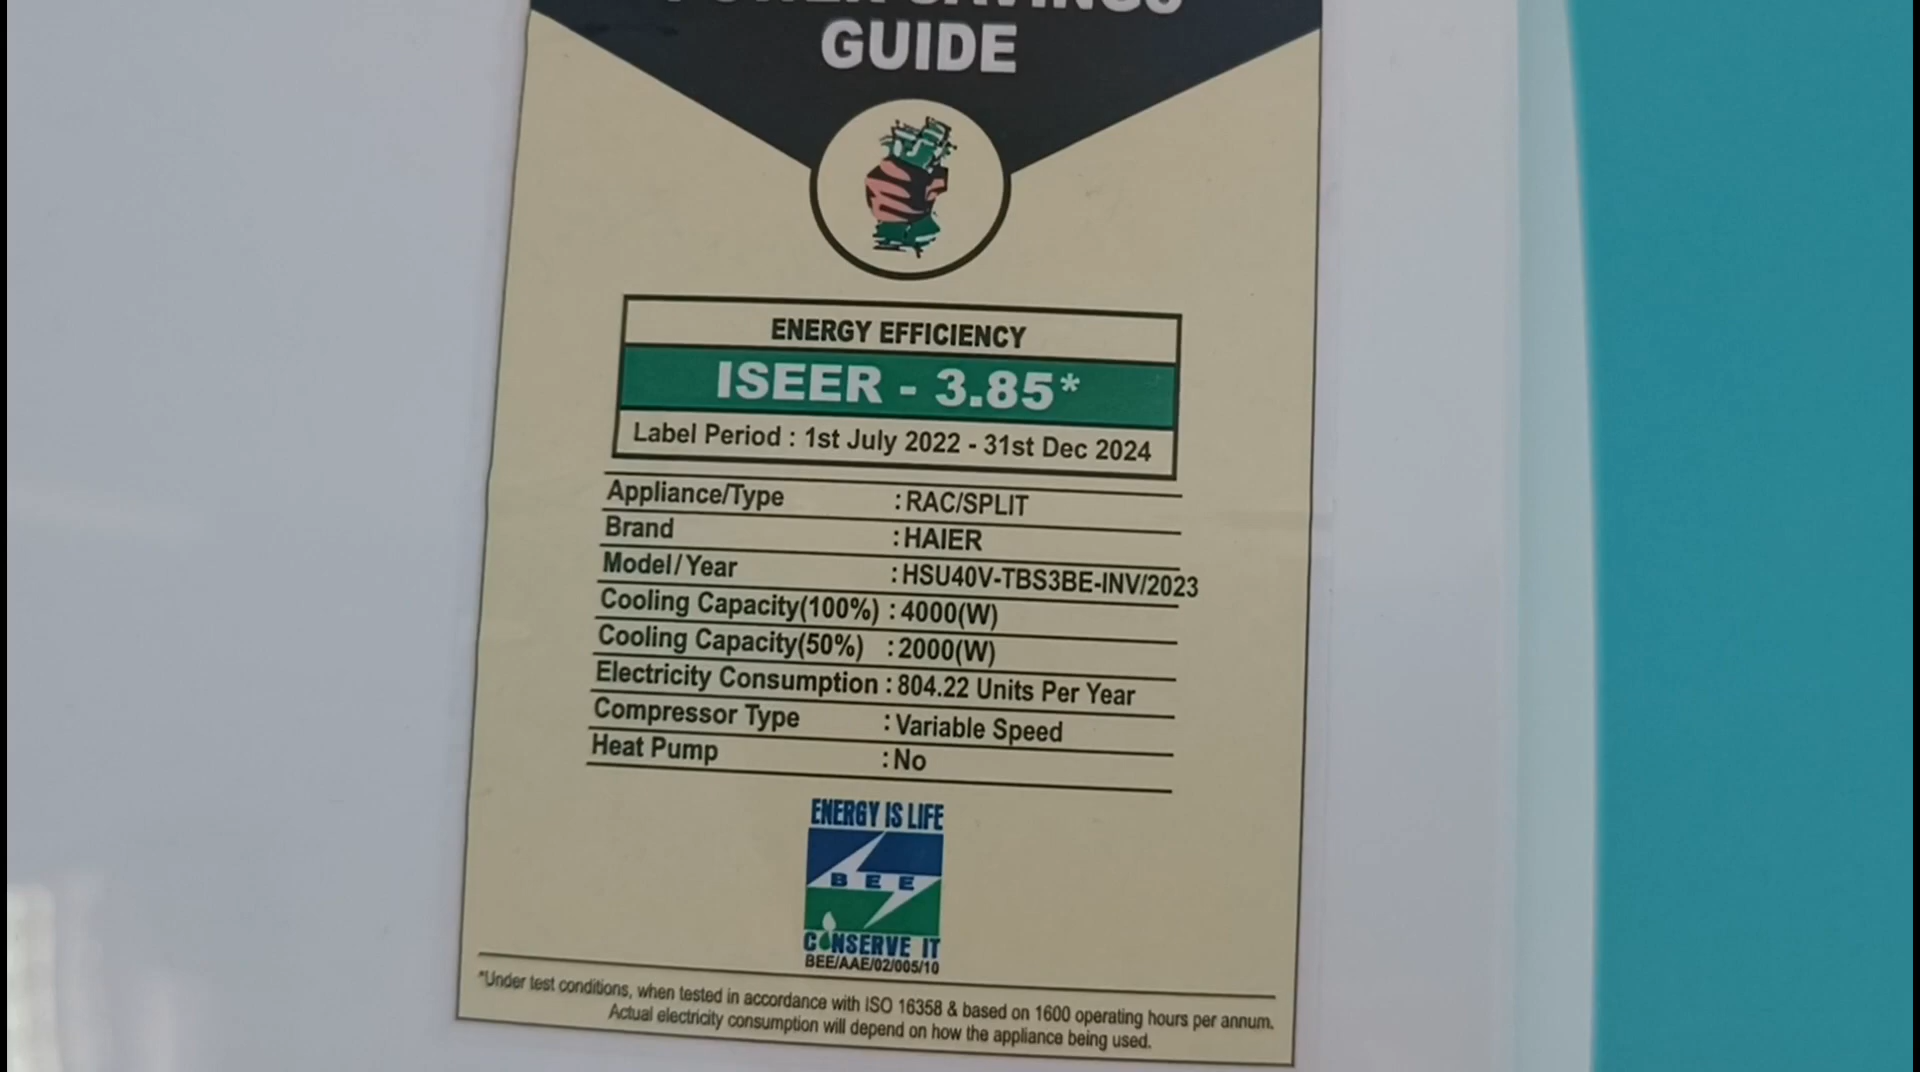 POWER SAVINGS
GUIDE
ENERGY EFFICIENCY
ISEER - 3.85*
Label Period : 1st July 2022 - 31st Dec 2024
Appliance/Type : RAC/SPLIT
Brand : HAIER
Model/Year : HSU40V-TBS3BE-INV/2023
Cooling Capacity(100%) : 4000(W)
Cooling Capacity(50%) : 2000(W)
Electricity Consumption : 804.22 Units Per Year
Compressor Type : Variable Speed
Heat Pump : No
ENERGY IS LIFE
BEE
CONSERVE IT
BEE/AAE/02/005/10
*Under test conditions, when tested in accordance with ISO 16358 & based on 1600 operating hours per annum.
Actual electricity consumption will depend on how the appliance being used.